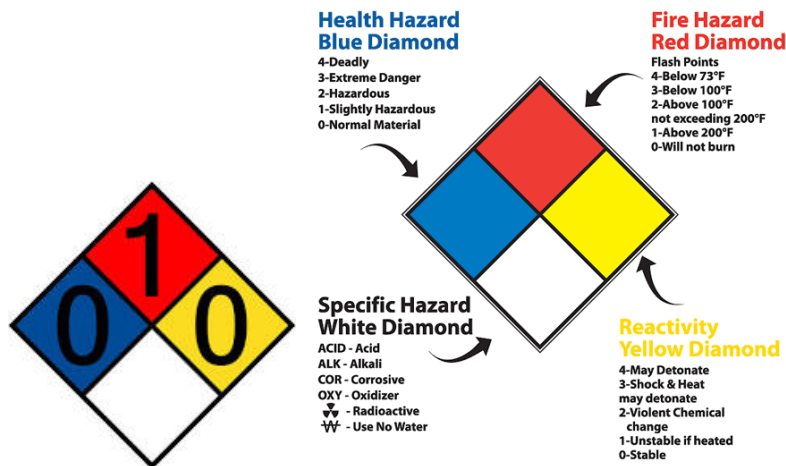 Health Hazard
Blue Diamond
4-Deadly
3-Extreme Danger
2-Hazardous
1-Slightly Hazardous
0-Normal Material
Fire Hazard
Red Diamond
Flash Points
4-Below 73°F
3-Below 100°F
2-Above 100°F
not exceeding 200°F
1-Above 200°F
0-Will not burn
1
0
0
Specific Hazard
White Diamond
ACID - Acid
ALK - Alkali
COR - Corrosive
OXY - Oxidizer
- Radioactive
W - Use No Water
Reactivity
Yellow Diamond
4-May Detonate
3-Shock & Heat
may detonate
2-Violent Chemical
change
1-Unstable if heated
0-Stable